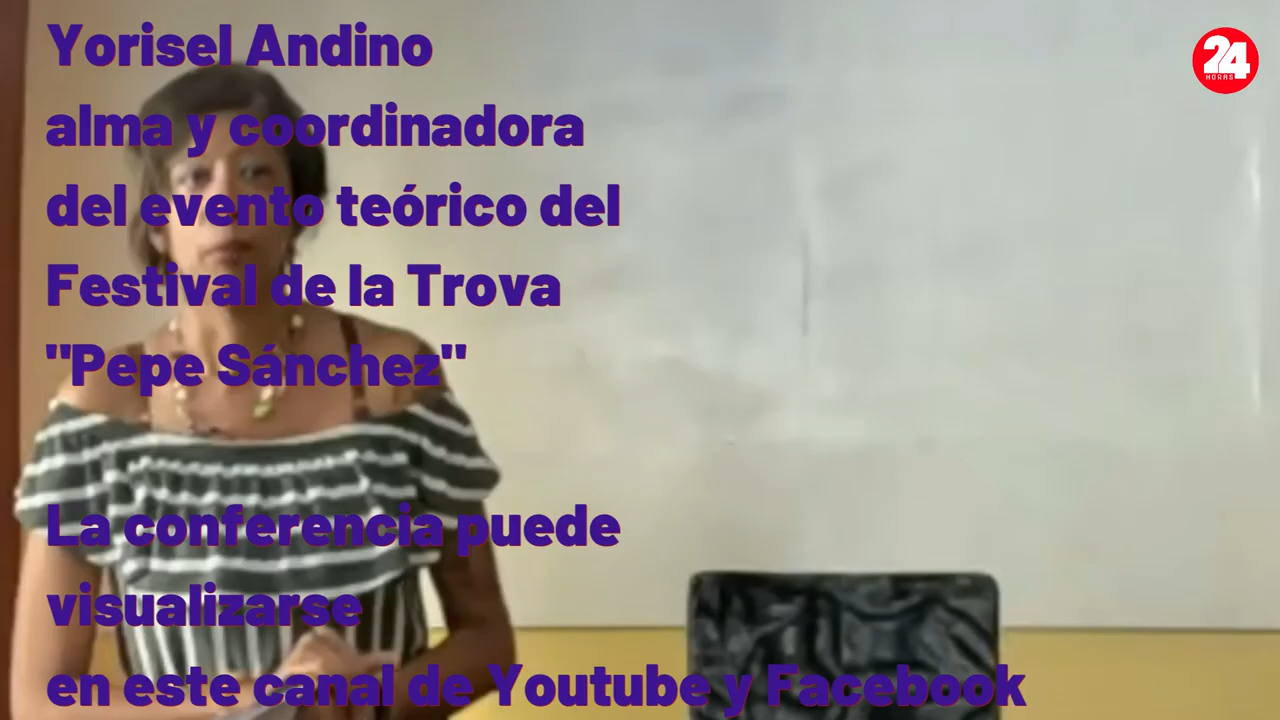 Yorisel Andino
alma y coordinadora
del evento teórico del
Festival de la Trova
"Pepe Sánchez"
La conferencia puede
visualizarse
en este canal de Youtube y Facebook
24
HORAS